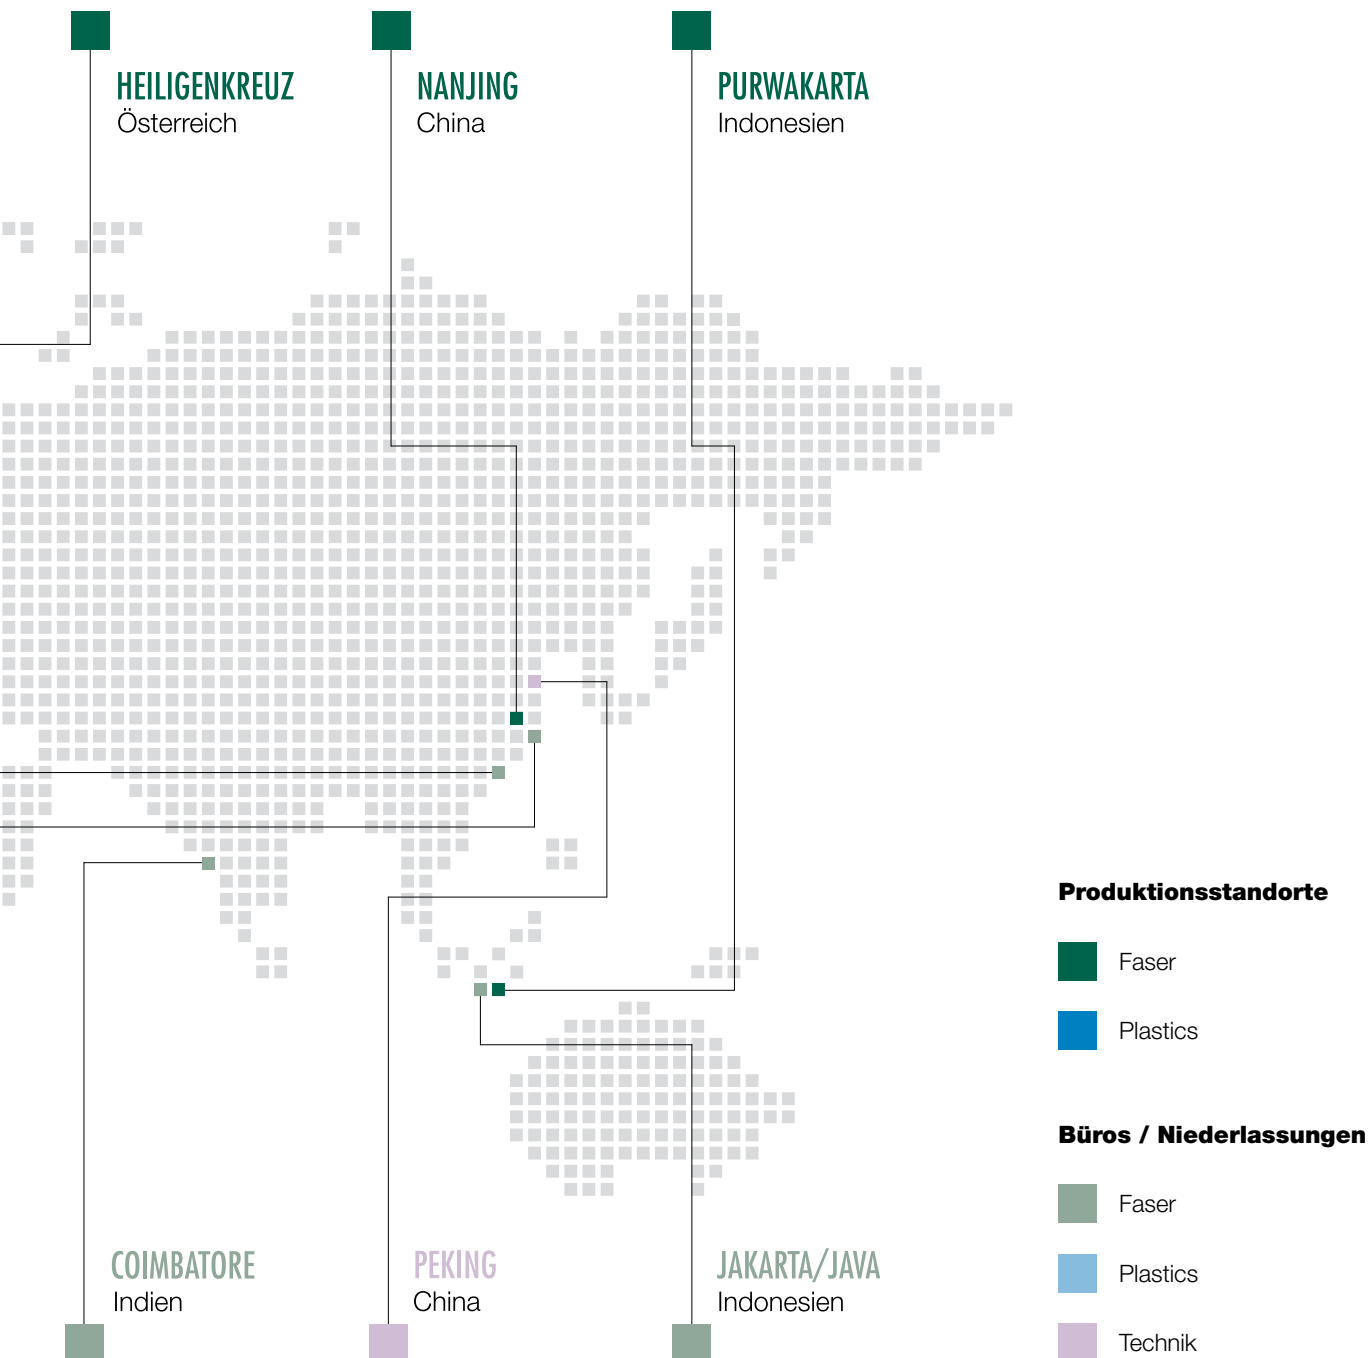 HEILIGENKREUZ
Österreich
NANJING
China
PURWAKARTA
Indonesien
Produktionsstandorte
Faser
Plastics
Büros / Niederlassungen
Faser
Plastics
Technik
COIMBATORE
Indien
PEKING
China
JAKARTA/JAVA
Indonesien